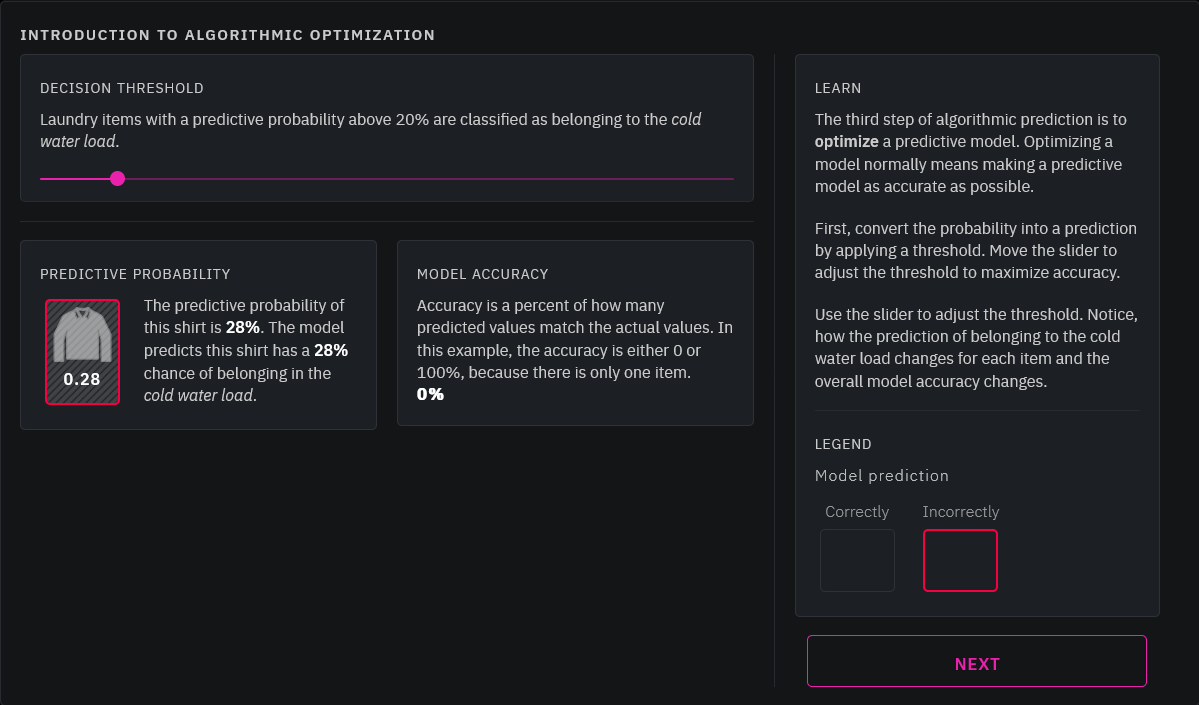 INTRODUCTION TO ALGORITHMIC OPTIMIZATION
DECISION THRESHOLD
Laundry items with a predictive probability above 20% are classified as belonging to the cold
water load.
PREDICTIVE PROBABILITY
0.28
The predictive probability of
this shirt is 28%. The model
predicts this shirt has a 28%
chance of belonging in the
cold water load.
MODEL ACCURACY
Accuracy is a percent of how many
predicted values match the actual values. In
this example, the accuracy is either 0 or
100%, because there is only one item.
0%
LEARN
The third step of algorithmic prediction is to
optimize a predictive model. Optimizing a
model normally means making a predictive
model as accurate as possible.
First, convert the probability into a prediction
by applying a threshold. Move the slider to
adjust the threshold to maximize accuracy.
Use the slider to adjust the threshold. Notice,
how the prediction of belonging to the cold
water load changes for each item and the
overall model accuracy changes.
LEGEND
Model prediction
Correctly
Incorrectly
NEXT